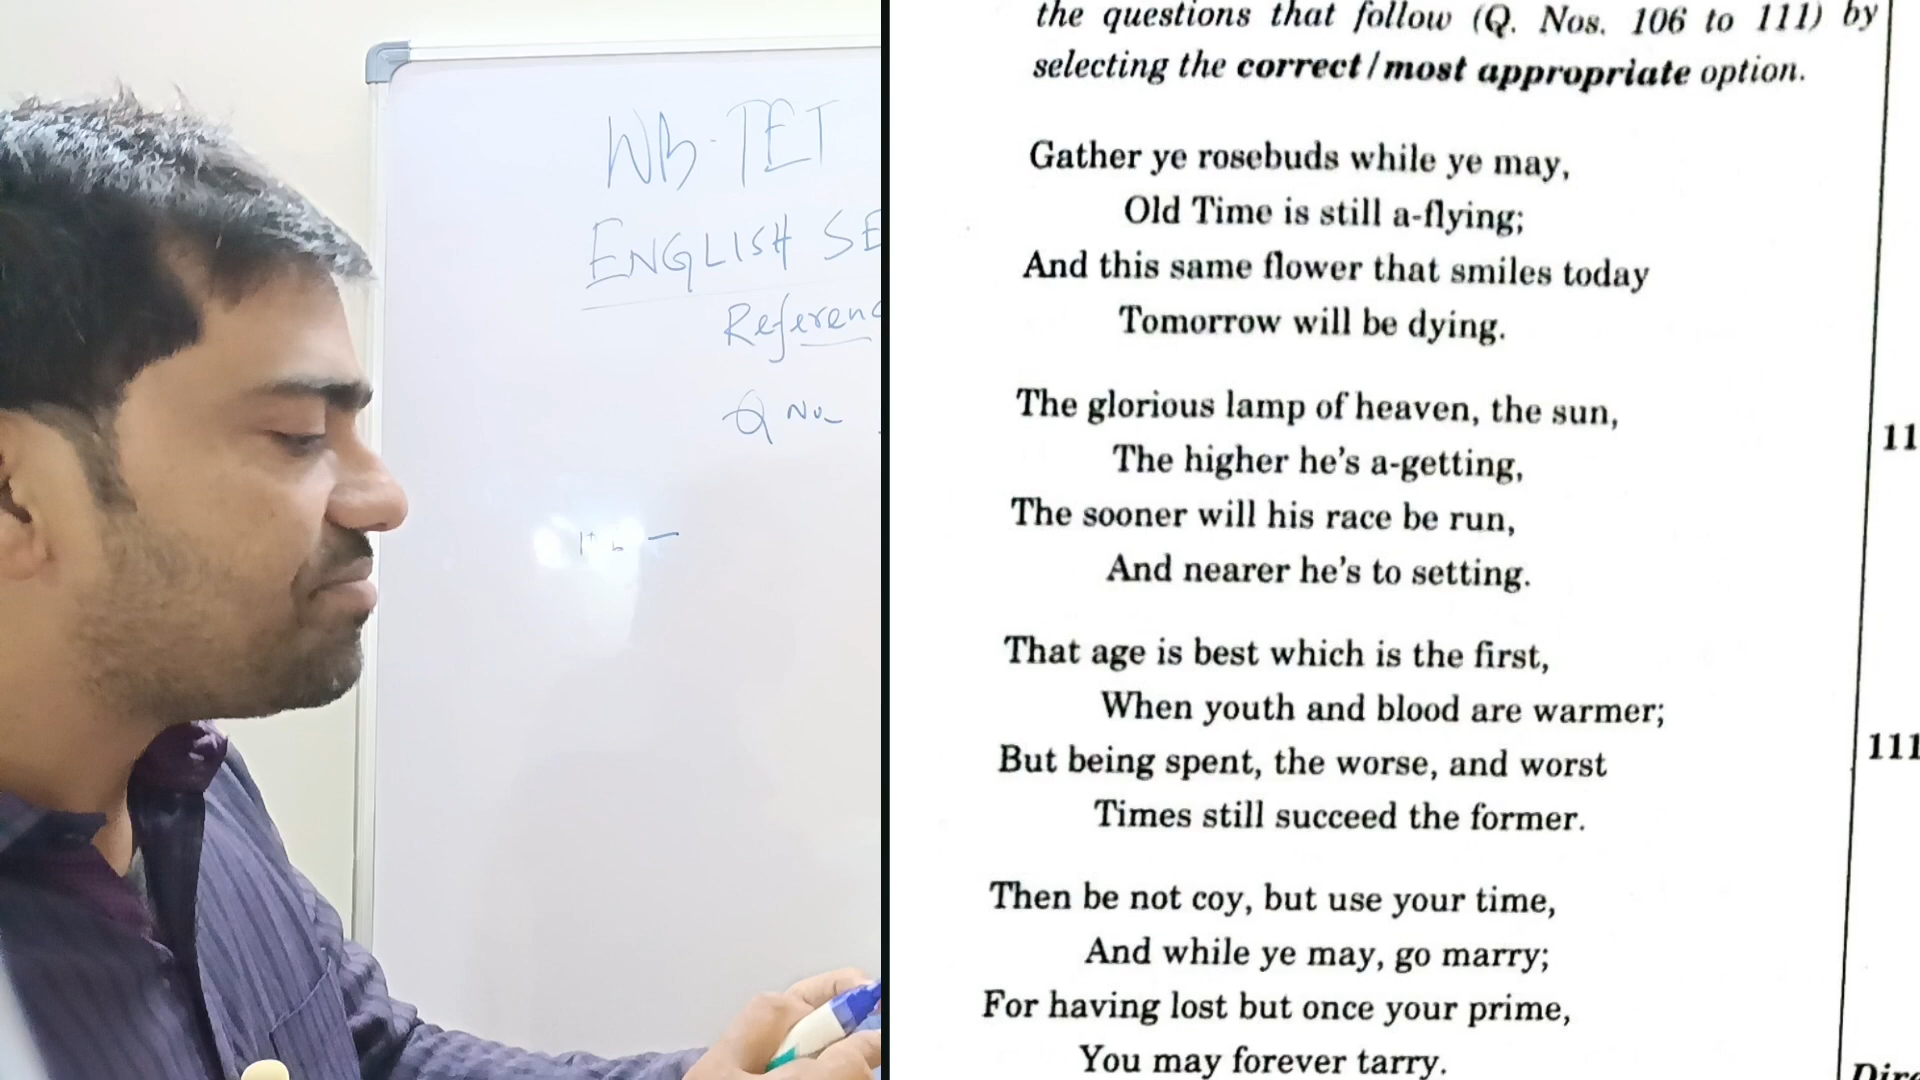 WB-TET
ENGLISH SE
Referenc
Q No
the questions that follow (Q. Nos. 106 to 111) by
selecting the correct/most appropriate option.
Gather ye rosebuds while ye may,
Old Time is still a-flying;
And this same flower that smiles today
Tomorrow will be dying.
The glorious lamp of heaven, the sun,
The higher he's a-getting,
The sooner will his race be run,
And nearer he's to setting.
That age is best which is the first,
When youth and blood are warmer;
But being spent, the worse, and worst
Times still succeed the former.
Then be not coy, but use your time,
And while ye may, go marry;
For having lost but once your prime,
You may forever tarry.
11
111
Dire